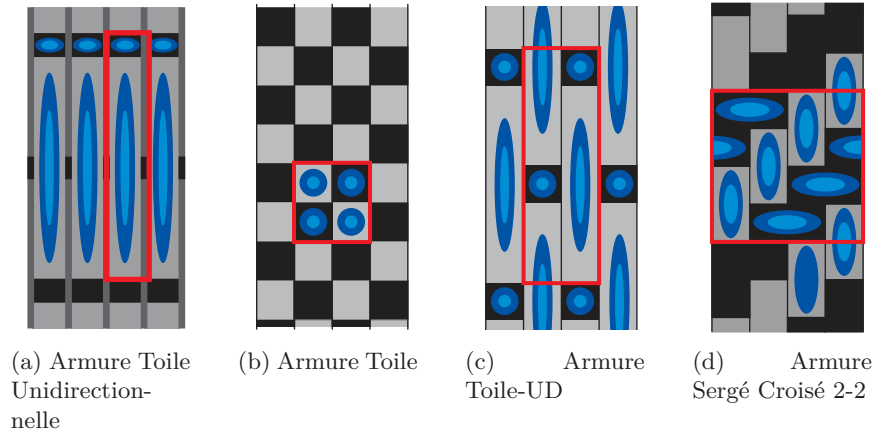 (a) Armure Toile
Unidirection-
nelle
(b) Armure Toile
(c) Armure
Toile-UD
(d) Armure
Sergé Croisé 2-2